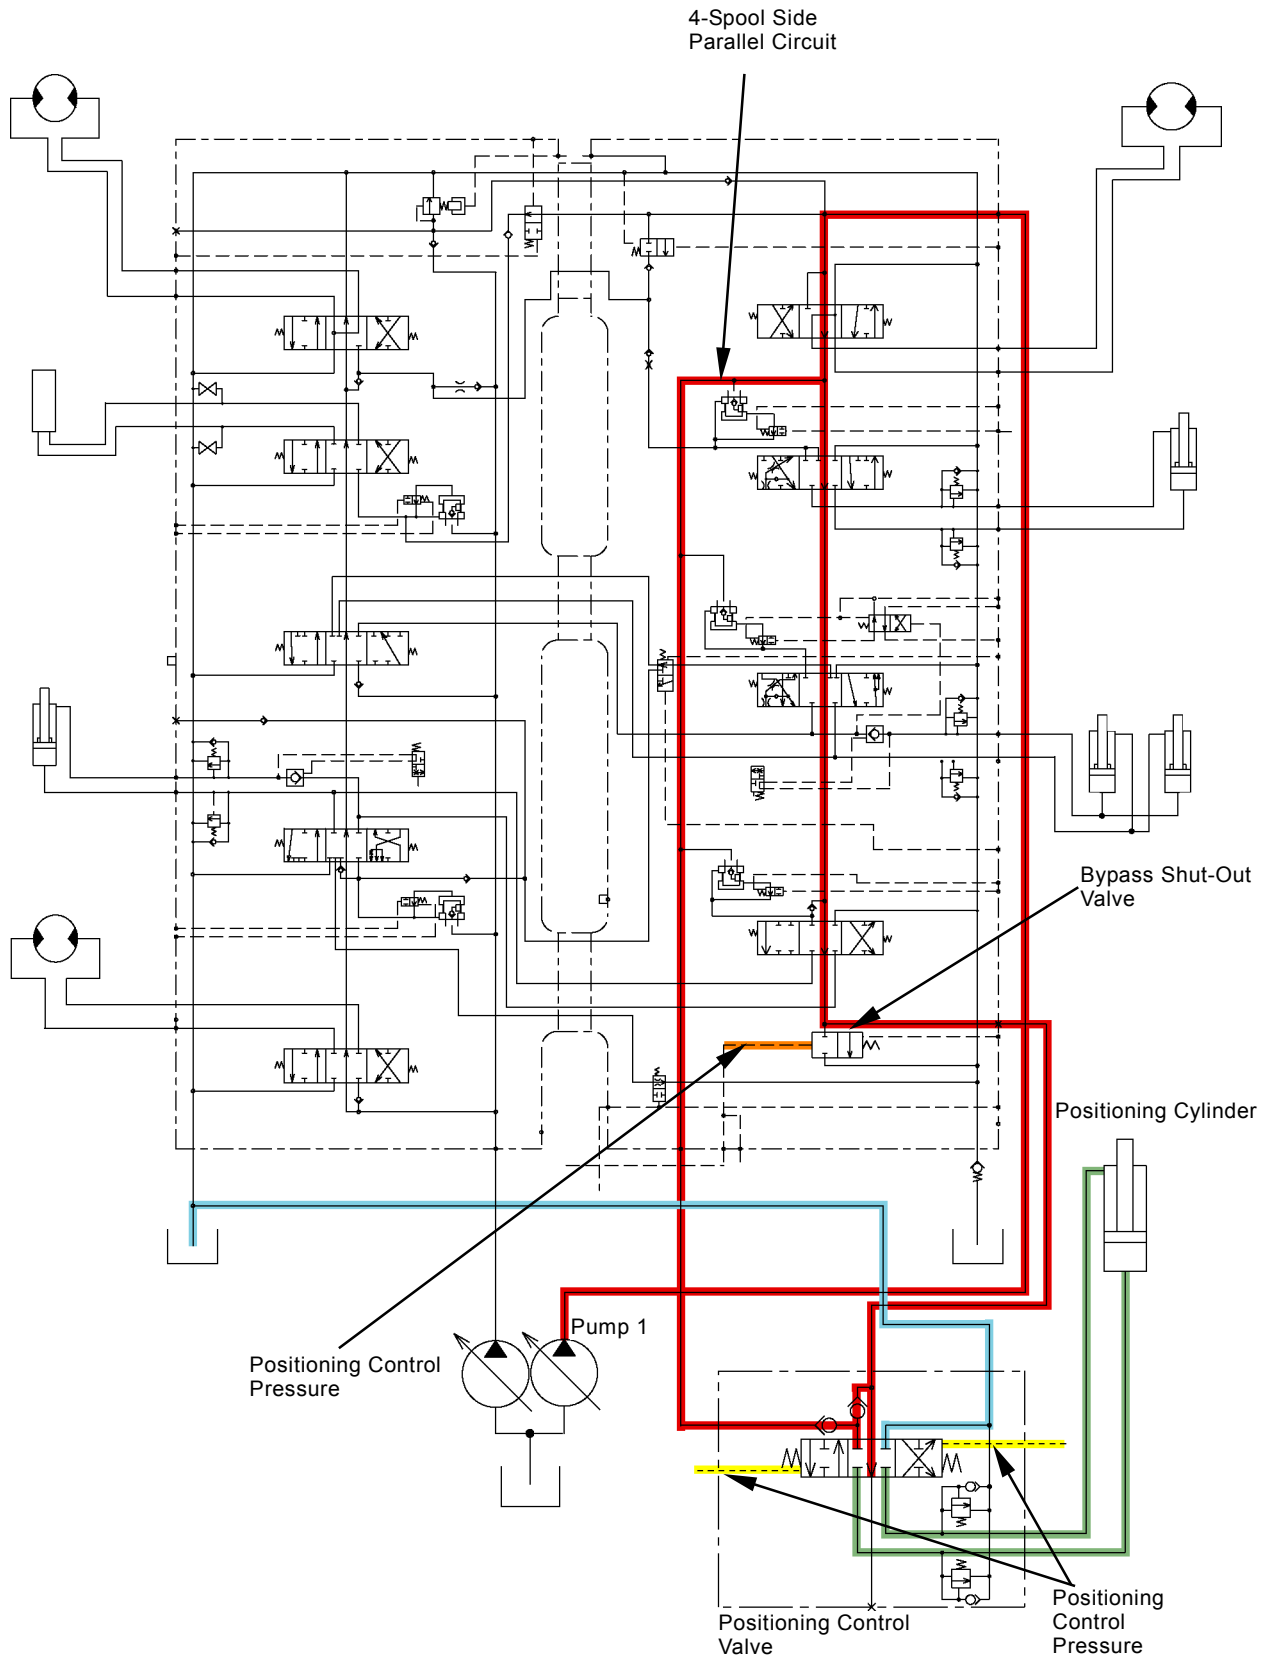 4-Spool Side
Parallel Circuit
Bypass Shut-Out
Valve
Positioning Cylinder
Pump 1
Positioning Control
Pressure
Positioning Control
Valve
Positioning
Control
Pressure